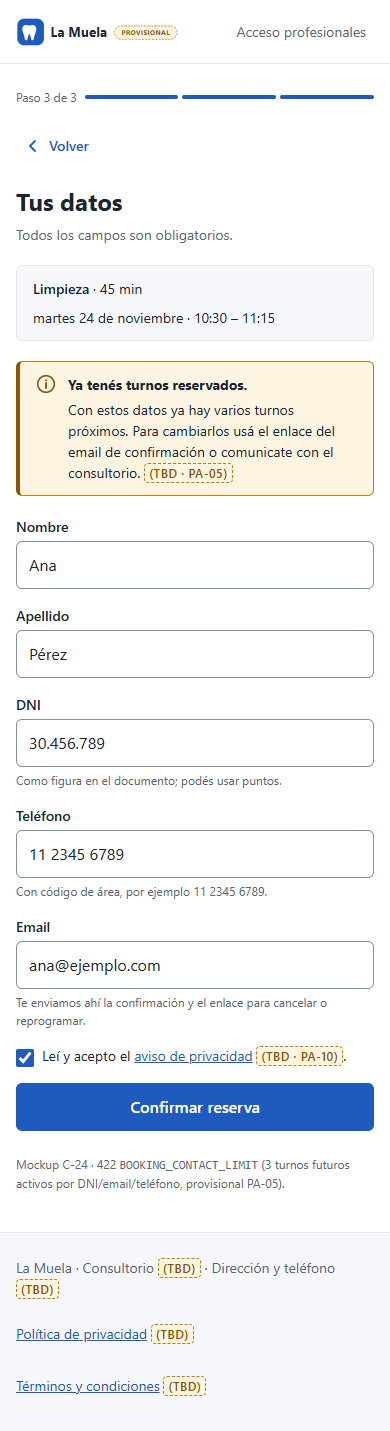 La Muela PROVISIONAL Acceso profesionales
Paso 3 de 3
Volver
Tus datos
Todos los campos son obligatorios.
Limpieza · 45 min
martes 24 de noviembre · 10:30 – 11:15
Ya tenés turnos reservados.
Con estos datos ya hay varios turnos
próximos. Para cambiarlos usá el enlace del
email de confirmación o comunicate con el
consultorio. (TBD · PA-05)
Nombre
Ana
Apellido
Pérez
DNI
30.456.789
Como figura en el documento; podés usar puntos.
Teléfono
11 2345 6789
Con código de área, por ejemplo 11 2345 6789.
Email
ana@ejemplo.com
Te enviamos ahí la confirmación y el enlace para cancelar o
reprogramar.
Leí y acepto el aviso de privacidad (TBD · PA-10).
Confirmar reserva
Mockup C-24 · 422 BOOKING_CONTACT_LIMIT (3 turnos futuros
activos por DNI/email/teléfono, provisional PA-05).
La Muela · Consultorio (TBD) · Dirección y teléfono
(TBD)
Política de privacidad (TBD)
Términos y condiciones (TBD)